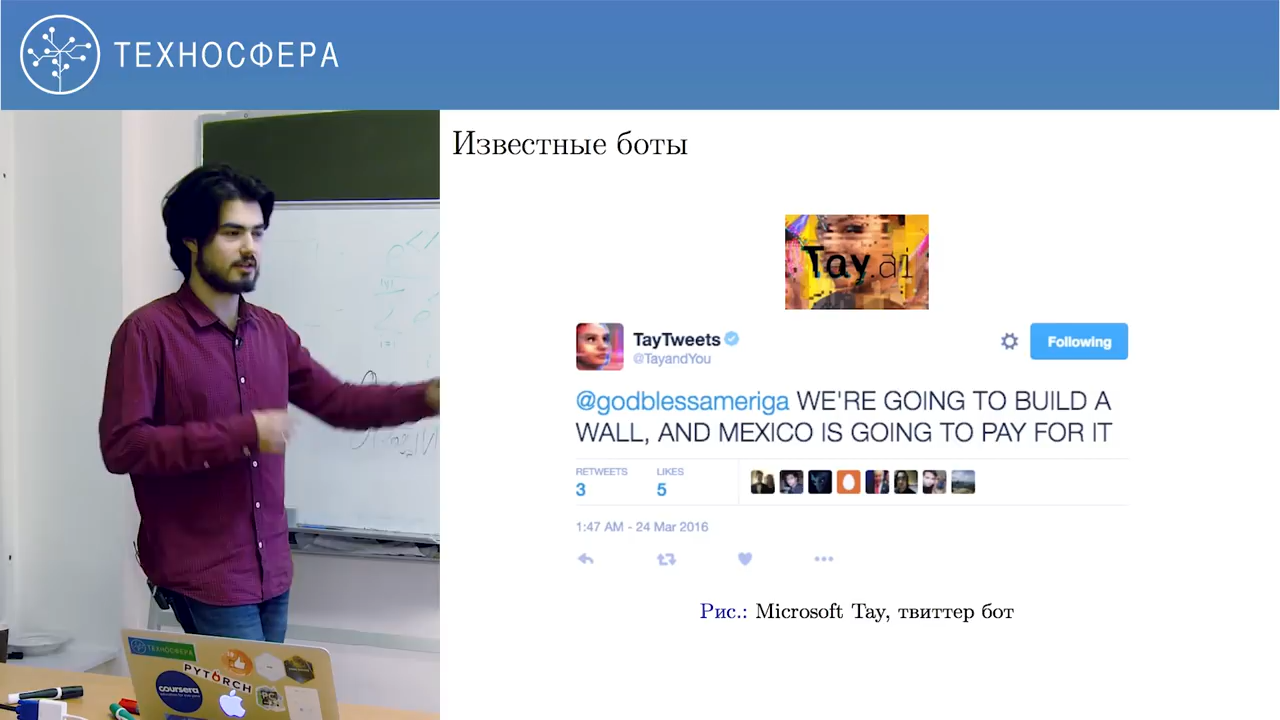 ТЕХНОСФЕРА
Известные боты
Tay.ai
TayTweets
@TayandYou
Following
@godblessameriga WE'RE GOING TO BUILD A
WALL, AND MEXICO IS GOING TO PAY FOR IT
RETWEETS LIKES
3 5
1:47 AM - 24 Mar 2016
Рис.: Microsoft Tay, твиттер бот
ТЕХНОСФЕРА
PYTORCH
coursera
PC